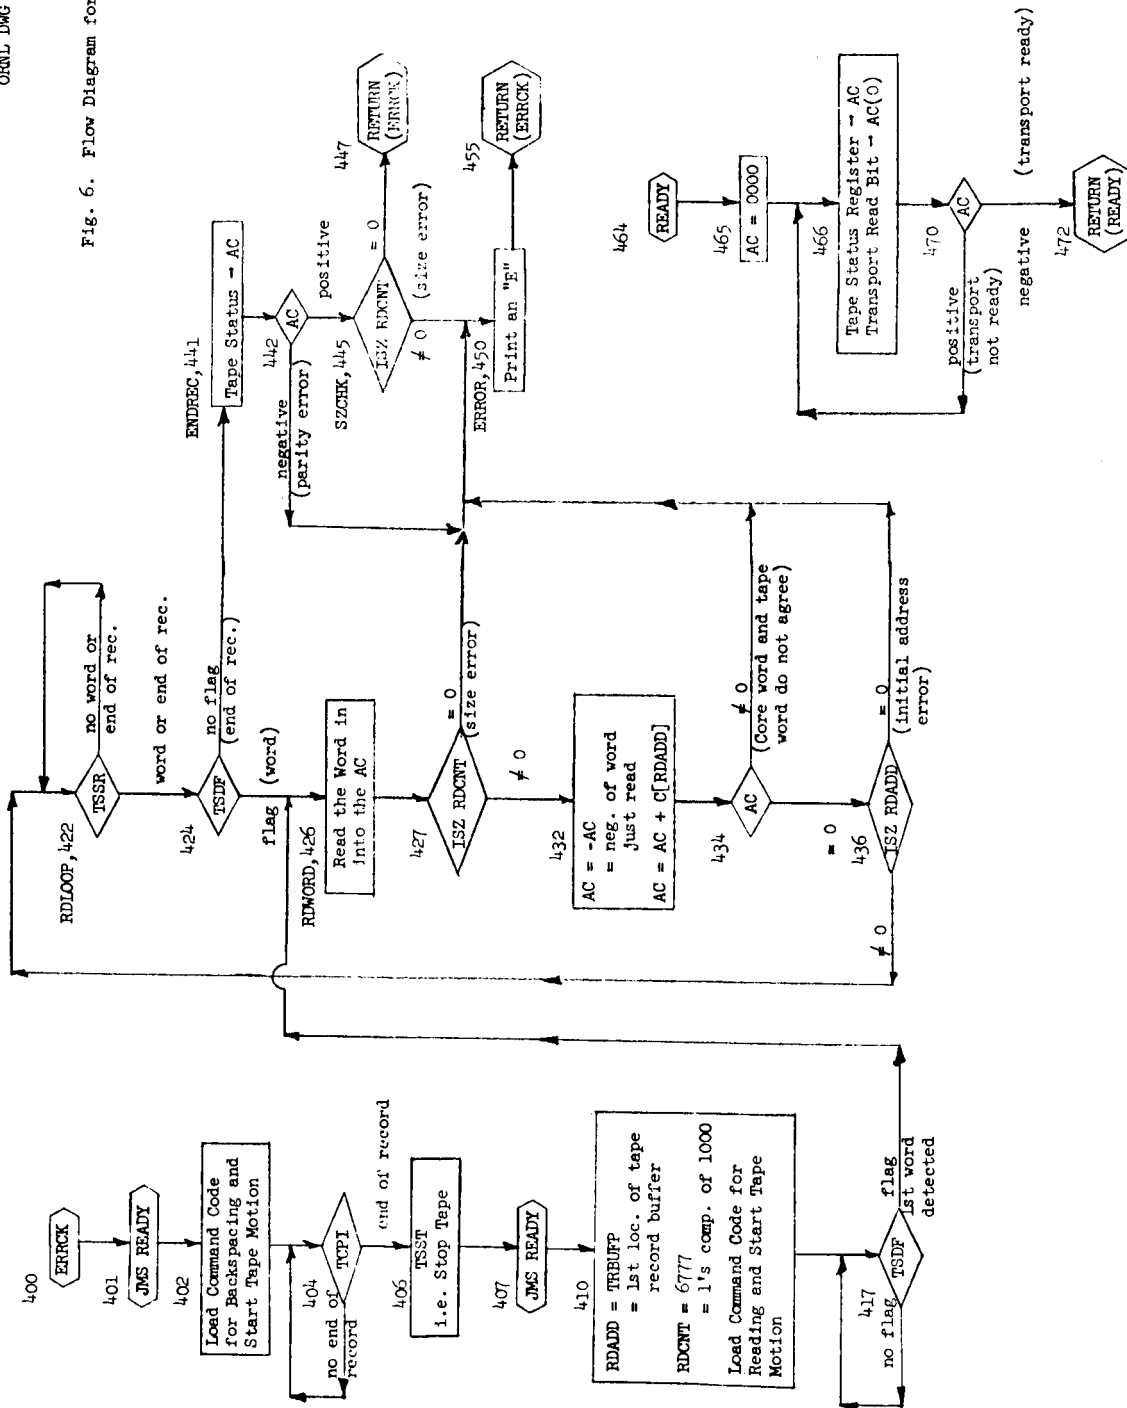 ORNL DWG
Fig. 6. Flow Diagram for
400
ERRCK
401
JMS READY
402
Load Command Code
for Backspacing and
Start Tape Motion
404
TCPI
no end of
record
end of record
406
TSST
i.e. Stop Tape
407
JMS READY
410
RDADD = TRBUFP
= 1st loc. of tape
record buffer
RDCNT = 6777
= 1's comp. of 1000
Load Command Code for
Reading and Start Tape
Motion
417
TSDF
no flag
flag
1st word
detected
RDLOOP,422
TSSR
no word or
end of rec.
word or end of rec.
424
TSDF
no flag
(end of rec.)
flag (word)
RDWORD,426
Read the Word in
into the AC
427
ISZ RDCNT
= 0
(size error)
≠ 0
432
AC = -AC
= neg. of word
just read
AC = AC + C[RDADD]
434
AC
≠ 0
(Core word and tape
word do not agree)
= 0
436
ISZ RDADD
= 0
(initial address
error)
≠ 0
ENDREC,441
Tape Status → AC
442
AC
negative
(parity error)
positive
SZCHK,445
ISZ RDCNT
= 0
≠ 0
(size error)
447
RETURN
(ERRCK)
ERROR,450
Print an "E"
455
RETURN
(ERRCK)
464
READY
465
AC = 0000
466
Tape Status Register → AC
Transport Read Bit → AC(0)
470
AC
positive
(transport
not ready)
negative (transport ready)
472
RETURN
(READY)